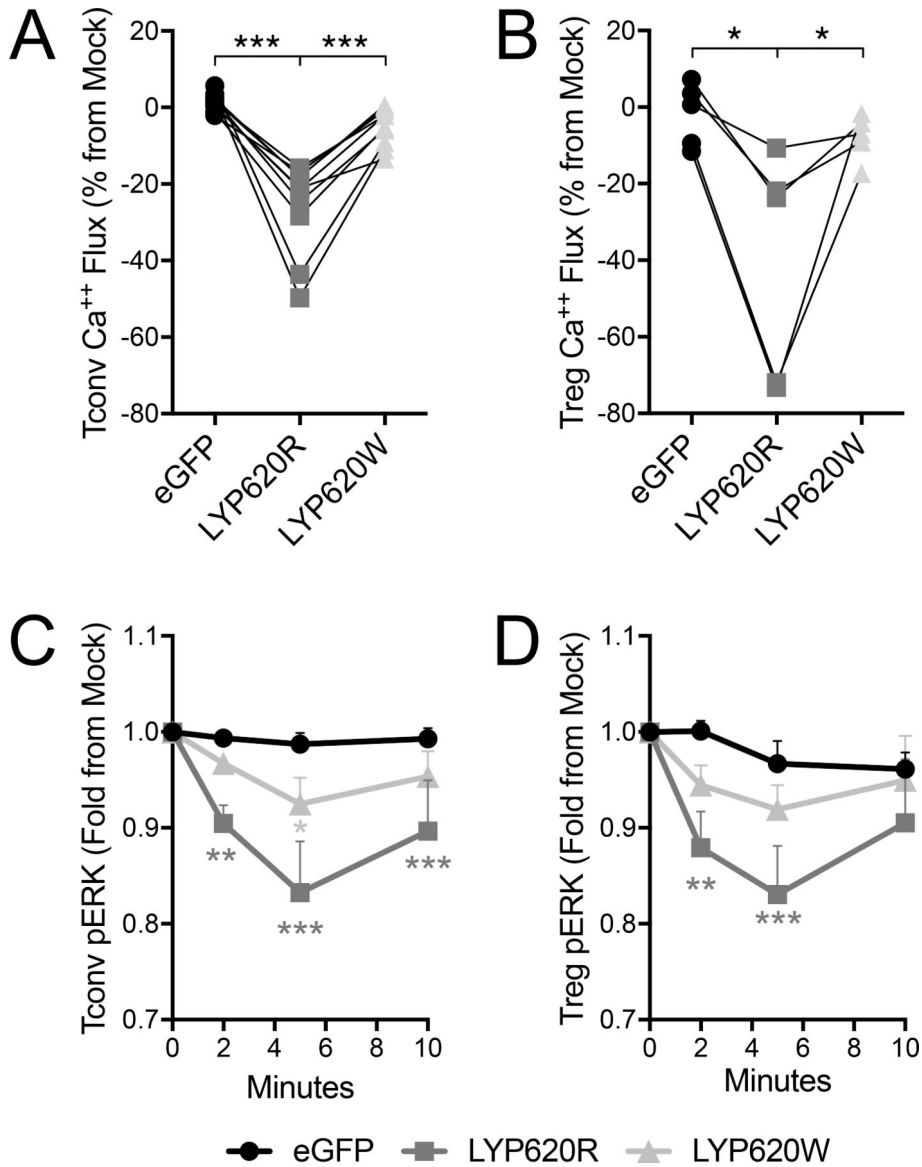 A
Tconv Ca++ Flux (% from Mock)
20
0
-20
-40
-60
-80
*** ***
eGFP
LYP620R
LYP620W
B
Treg Ca++ Flux (% from Mock)
20
0
-20
-40
-60
-80
* *
eGFP
LYP620R
LYP620W
C
Tconv pERK (Fold from Mock)
1.1
1.0
0.9
0.8
0.7
*
** ***
***
0 2 4 6 8 10
Minutes
D
Treg pERK (Fold from Mock)
1.1
1.0
0.9
0.8
0.7
**
***
0 2 4 6 8 10
Minutes
eGFP LYP620R LYP620W